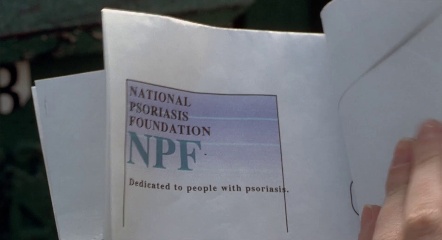 NATIONAL
PSORIASIS
FOUNDATION
NPF
Dedicated to people with psoriasis.